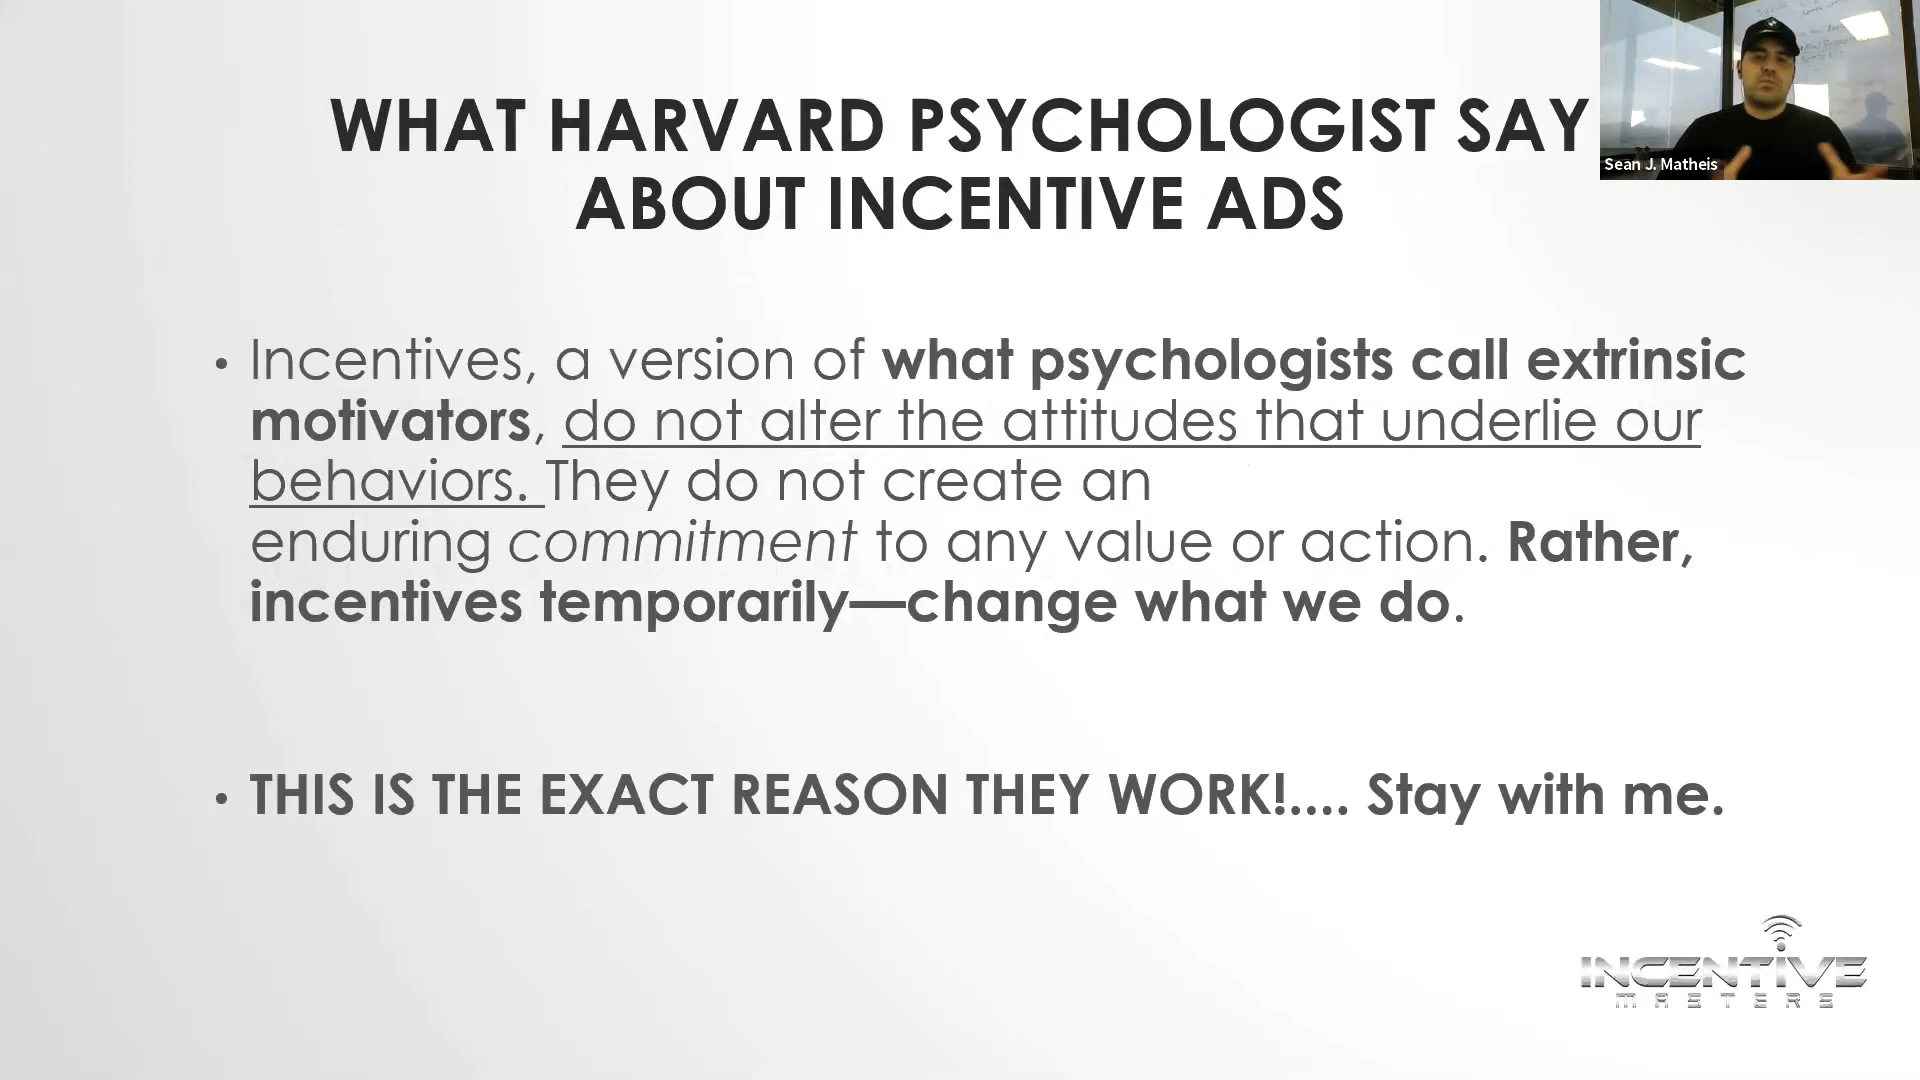 WHAT HARVARD PSYCHOLOGIST SAY
ABOUT INCENTIVE ADS
Sean J. Matheis
• Incentives, a version of what psychologists call extrinsic
motivators, do not alter the attitudes that underlie our
behaviors. They do not create an
enduring commitment to any value or action. Rather,
incentives temporarily—change what we do.
• THIS IS THE EXACT REASON THEY WORK!.... Stay with me.
INCENTIVE
MASTERS